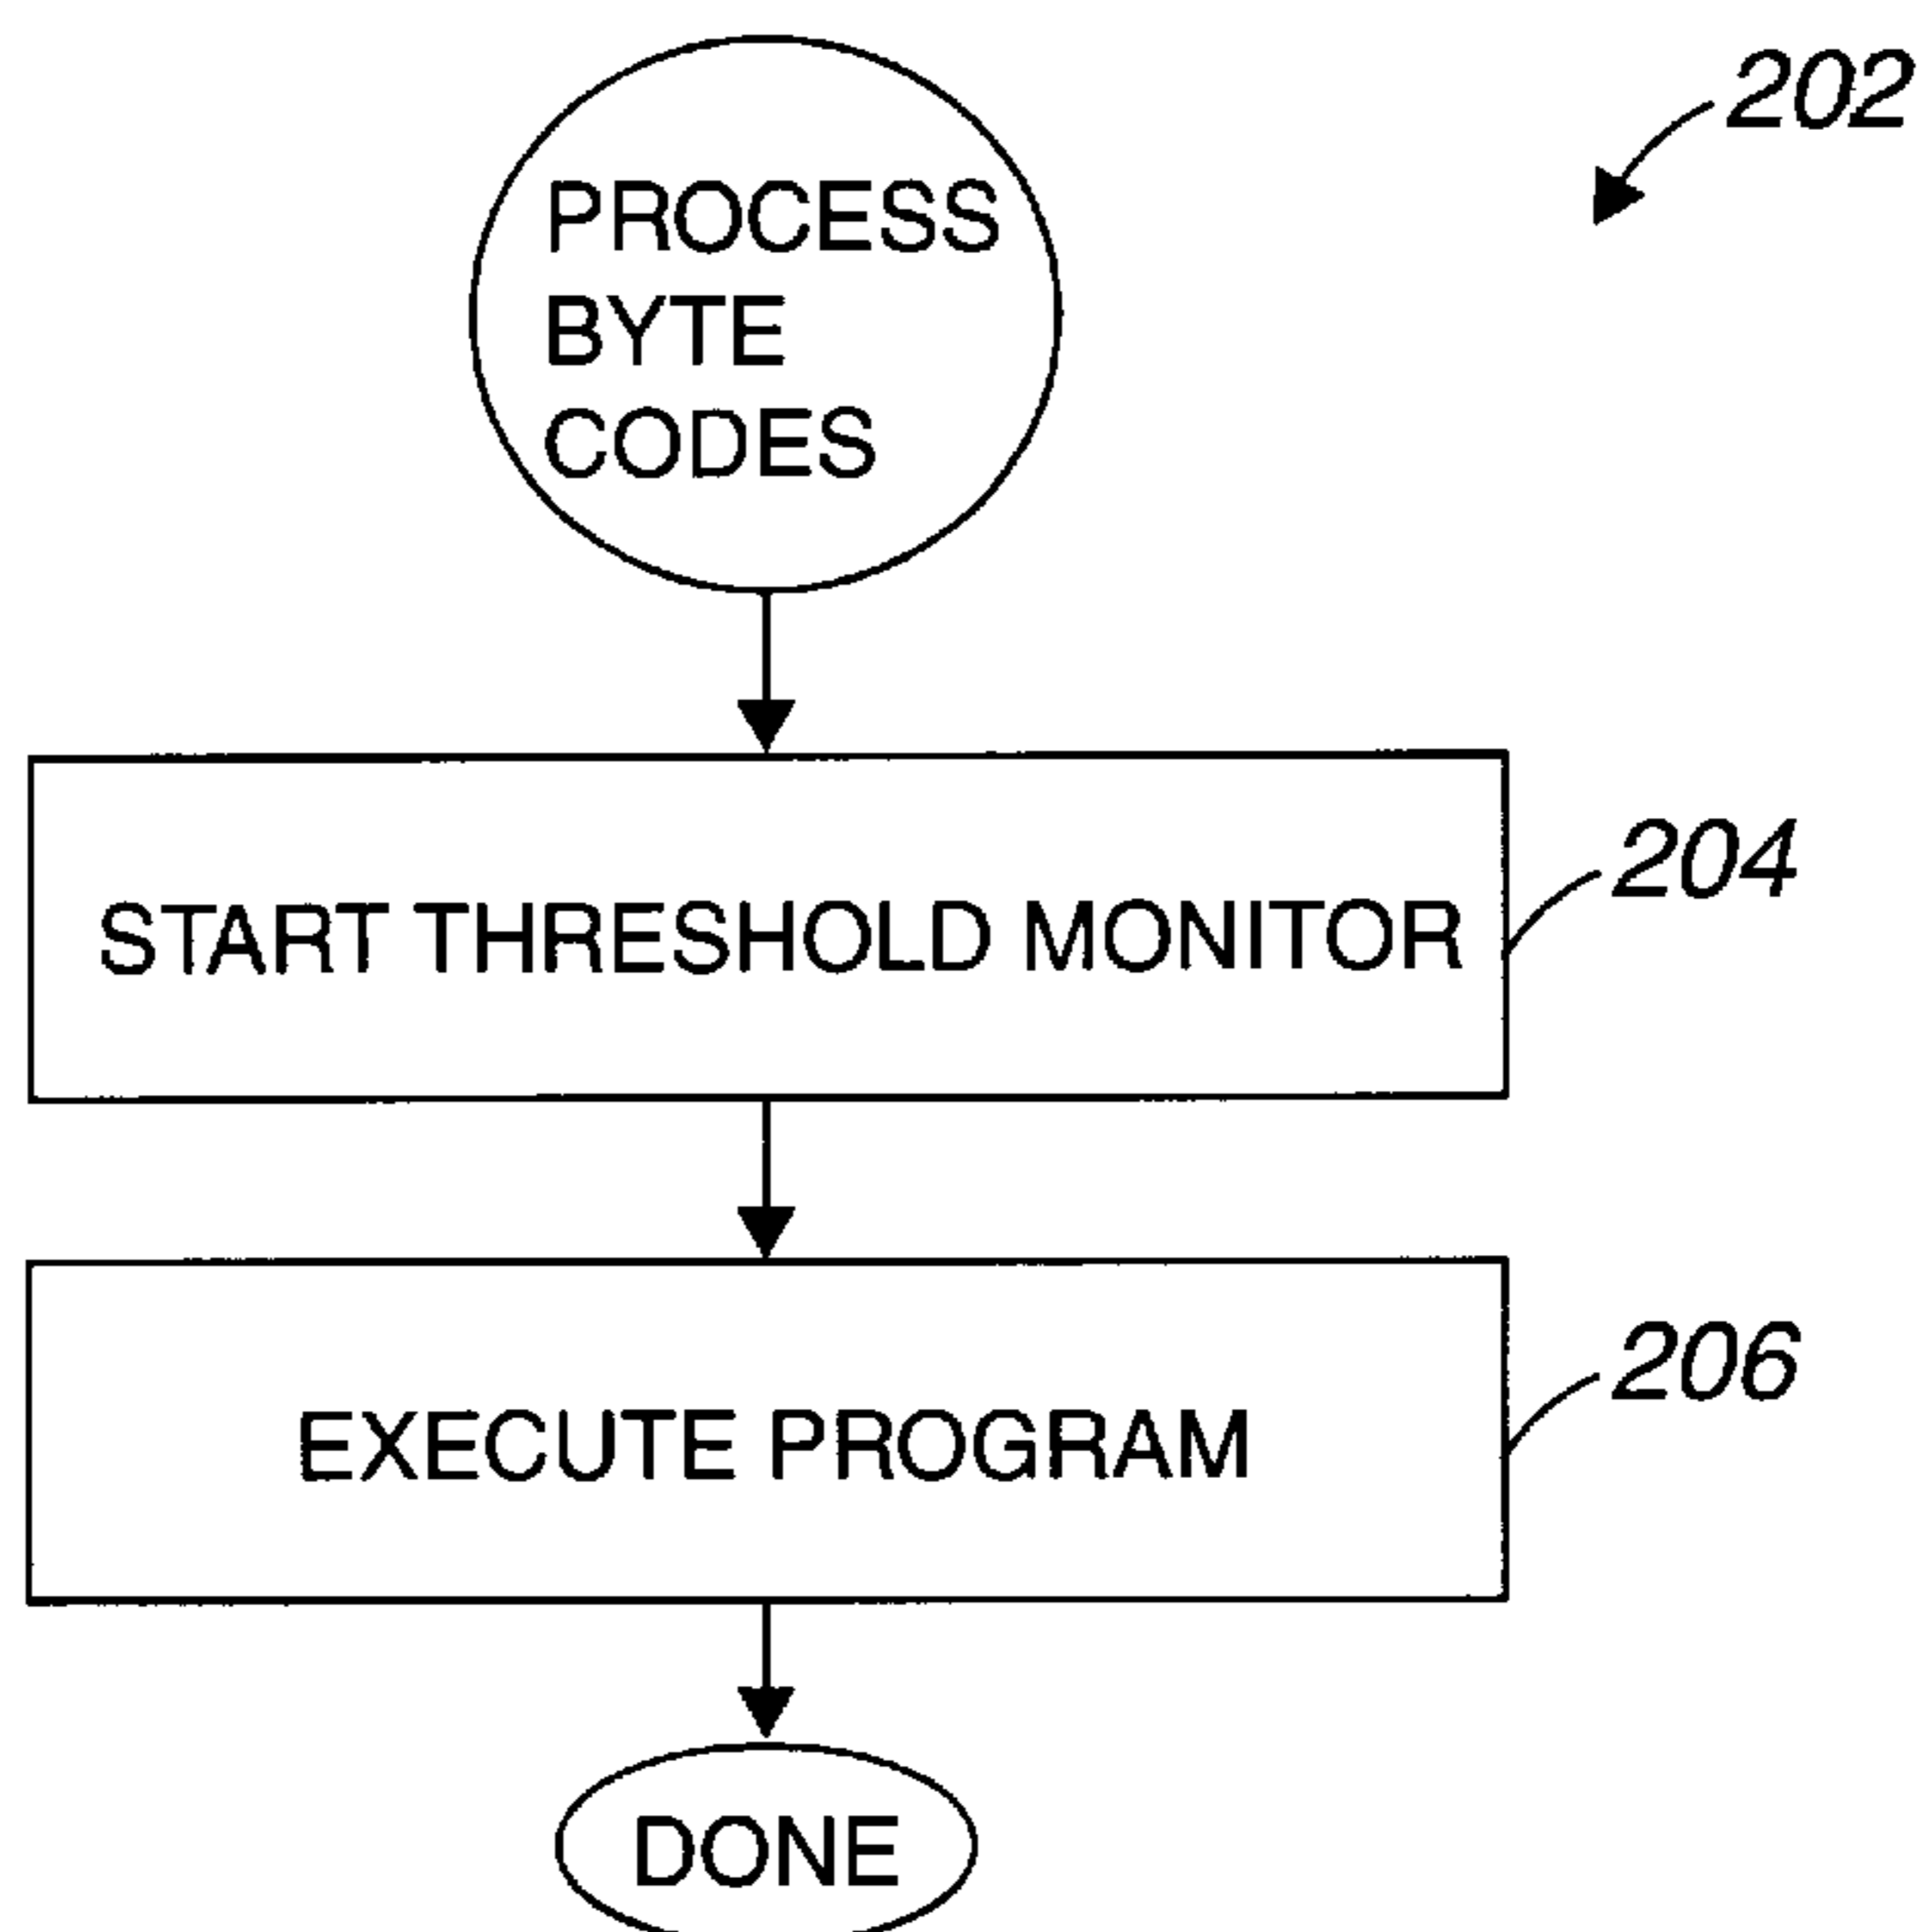 PROCESS
BYTE
CODES
202
START THRESHOLD MONITOR
204
EXECUTE PROGRAM
206
DONE